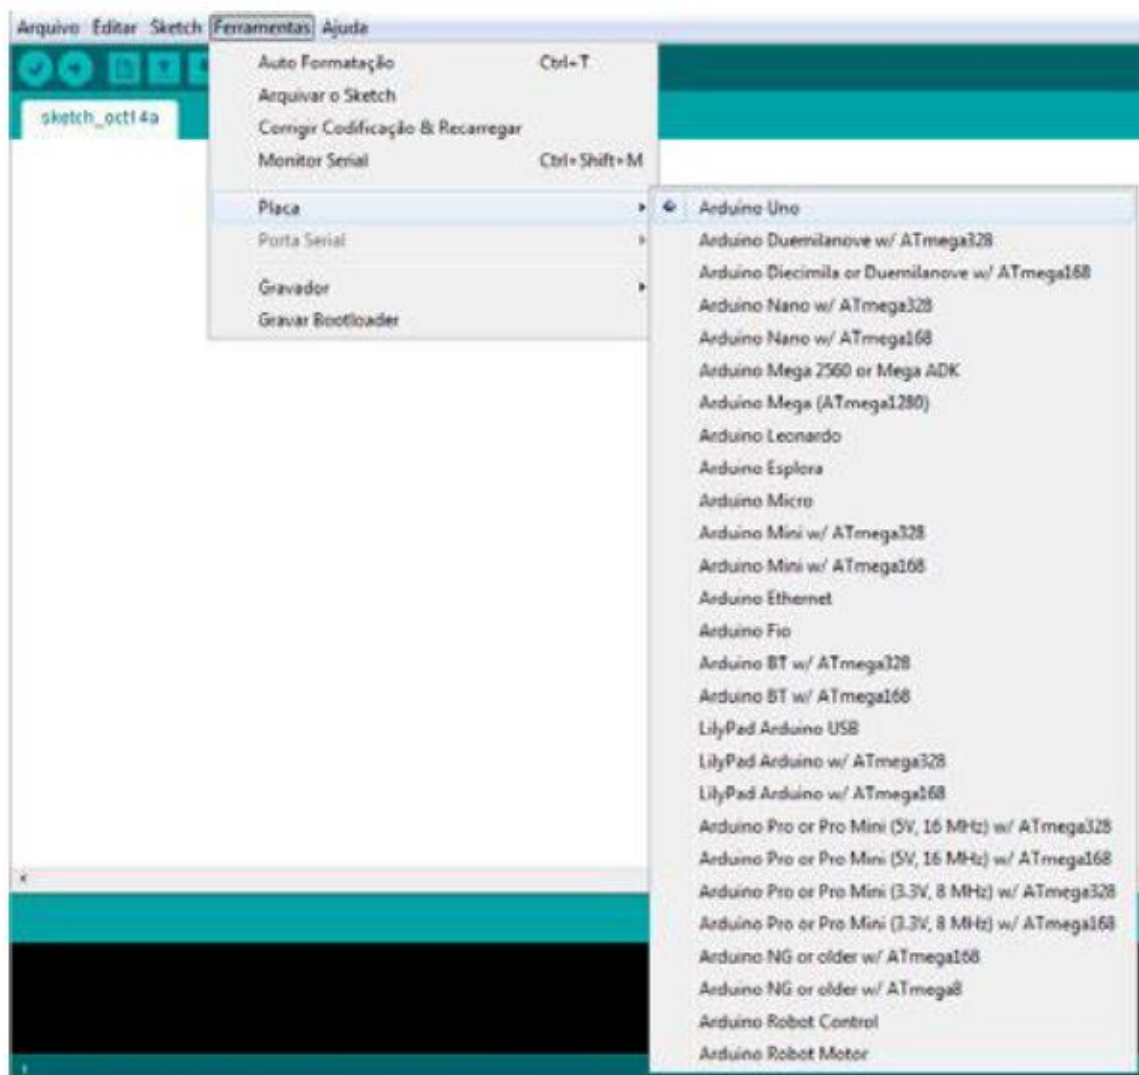 Arquivo Editar Sketch Ferramentas Ajuda
sketch_oct14a
Auto Formatação Ctrl+T
Arquivar o Sketch
Corrigir Codificação & Recarregar
Monitor Serial Ctrl+Shift+M
Placa
Porta Serial
Gravador
Gravar Bootloader
Arduino Uno
Arduino Duemilanove w/ ATmega328
Arduino Diecimila or Duemilanove w/ ATmega168
Arduino Nano w/ ATmega328
Arduino Nano w/ ATmega168
Arduino Mega 2560 or Mega ADK
Arduino Mega (ATmega1280)
Arduino Leonardo
Arduino Esplora
Arduino Micro
Arduino Mini w/ ATmega328
Arduino Mini w/ ATmega168
Arduino Ethernet
Arduino Fio
Arduino BT w/ ATmega328
Arduino BT w/ ATmega168
LilyPad Arduino USB
LilyPad Arduino w/ ATmega328
LilyPad Arduino w/ ATmega168
Arduino Pro or Pro Mini (5V, 16 MHz) w/ ATmega328
Arduino Pro or Pro Mini (5V, 16 MHz) w/ ATmega168
Arduino Pro or Pro Mini (3.3V, 8 MHz) w/ ATmega328
Arduino Pro or Pro Mini (3.3V, 8 MHz) w/ ATmega168
Arduino NG or older w/ ATmega168
Arduino NG or older w/ ATmega8
Arduino Robot Control
Arduino Robot Motor
1